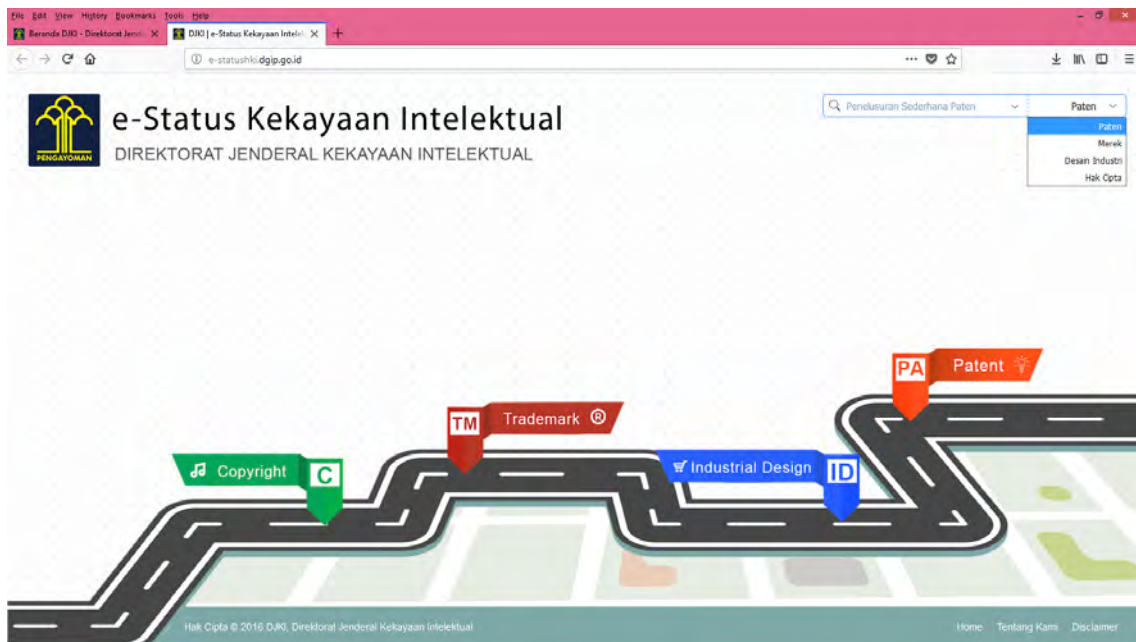 File Edit View History Bookmarks Tools Help
Beranda DJKI - Direktorat Jend
DJKI | e-Status Kekayaan Intelek
e-statushki.dgip.go.id
e-Status Kekayaan Intelektual
DIREKTORAT JENDERAL KEKAYAAN INTELEKTUAL
PENGAYOMAN
Penelusuran Sederhana Paten
Paten
Paten
Merek
Desain Industri
Hak Cipta
PA Patent
TM Trademark ®
Copyright C
Industrial Design ID
Hak Cipta © 2016 DJKI, Direktorat Jenderal Kekayaan Intelektual
Home Tentang Kami Disclaimer